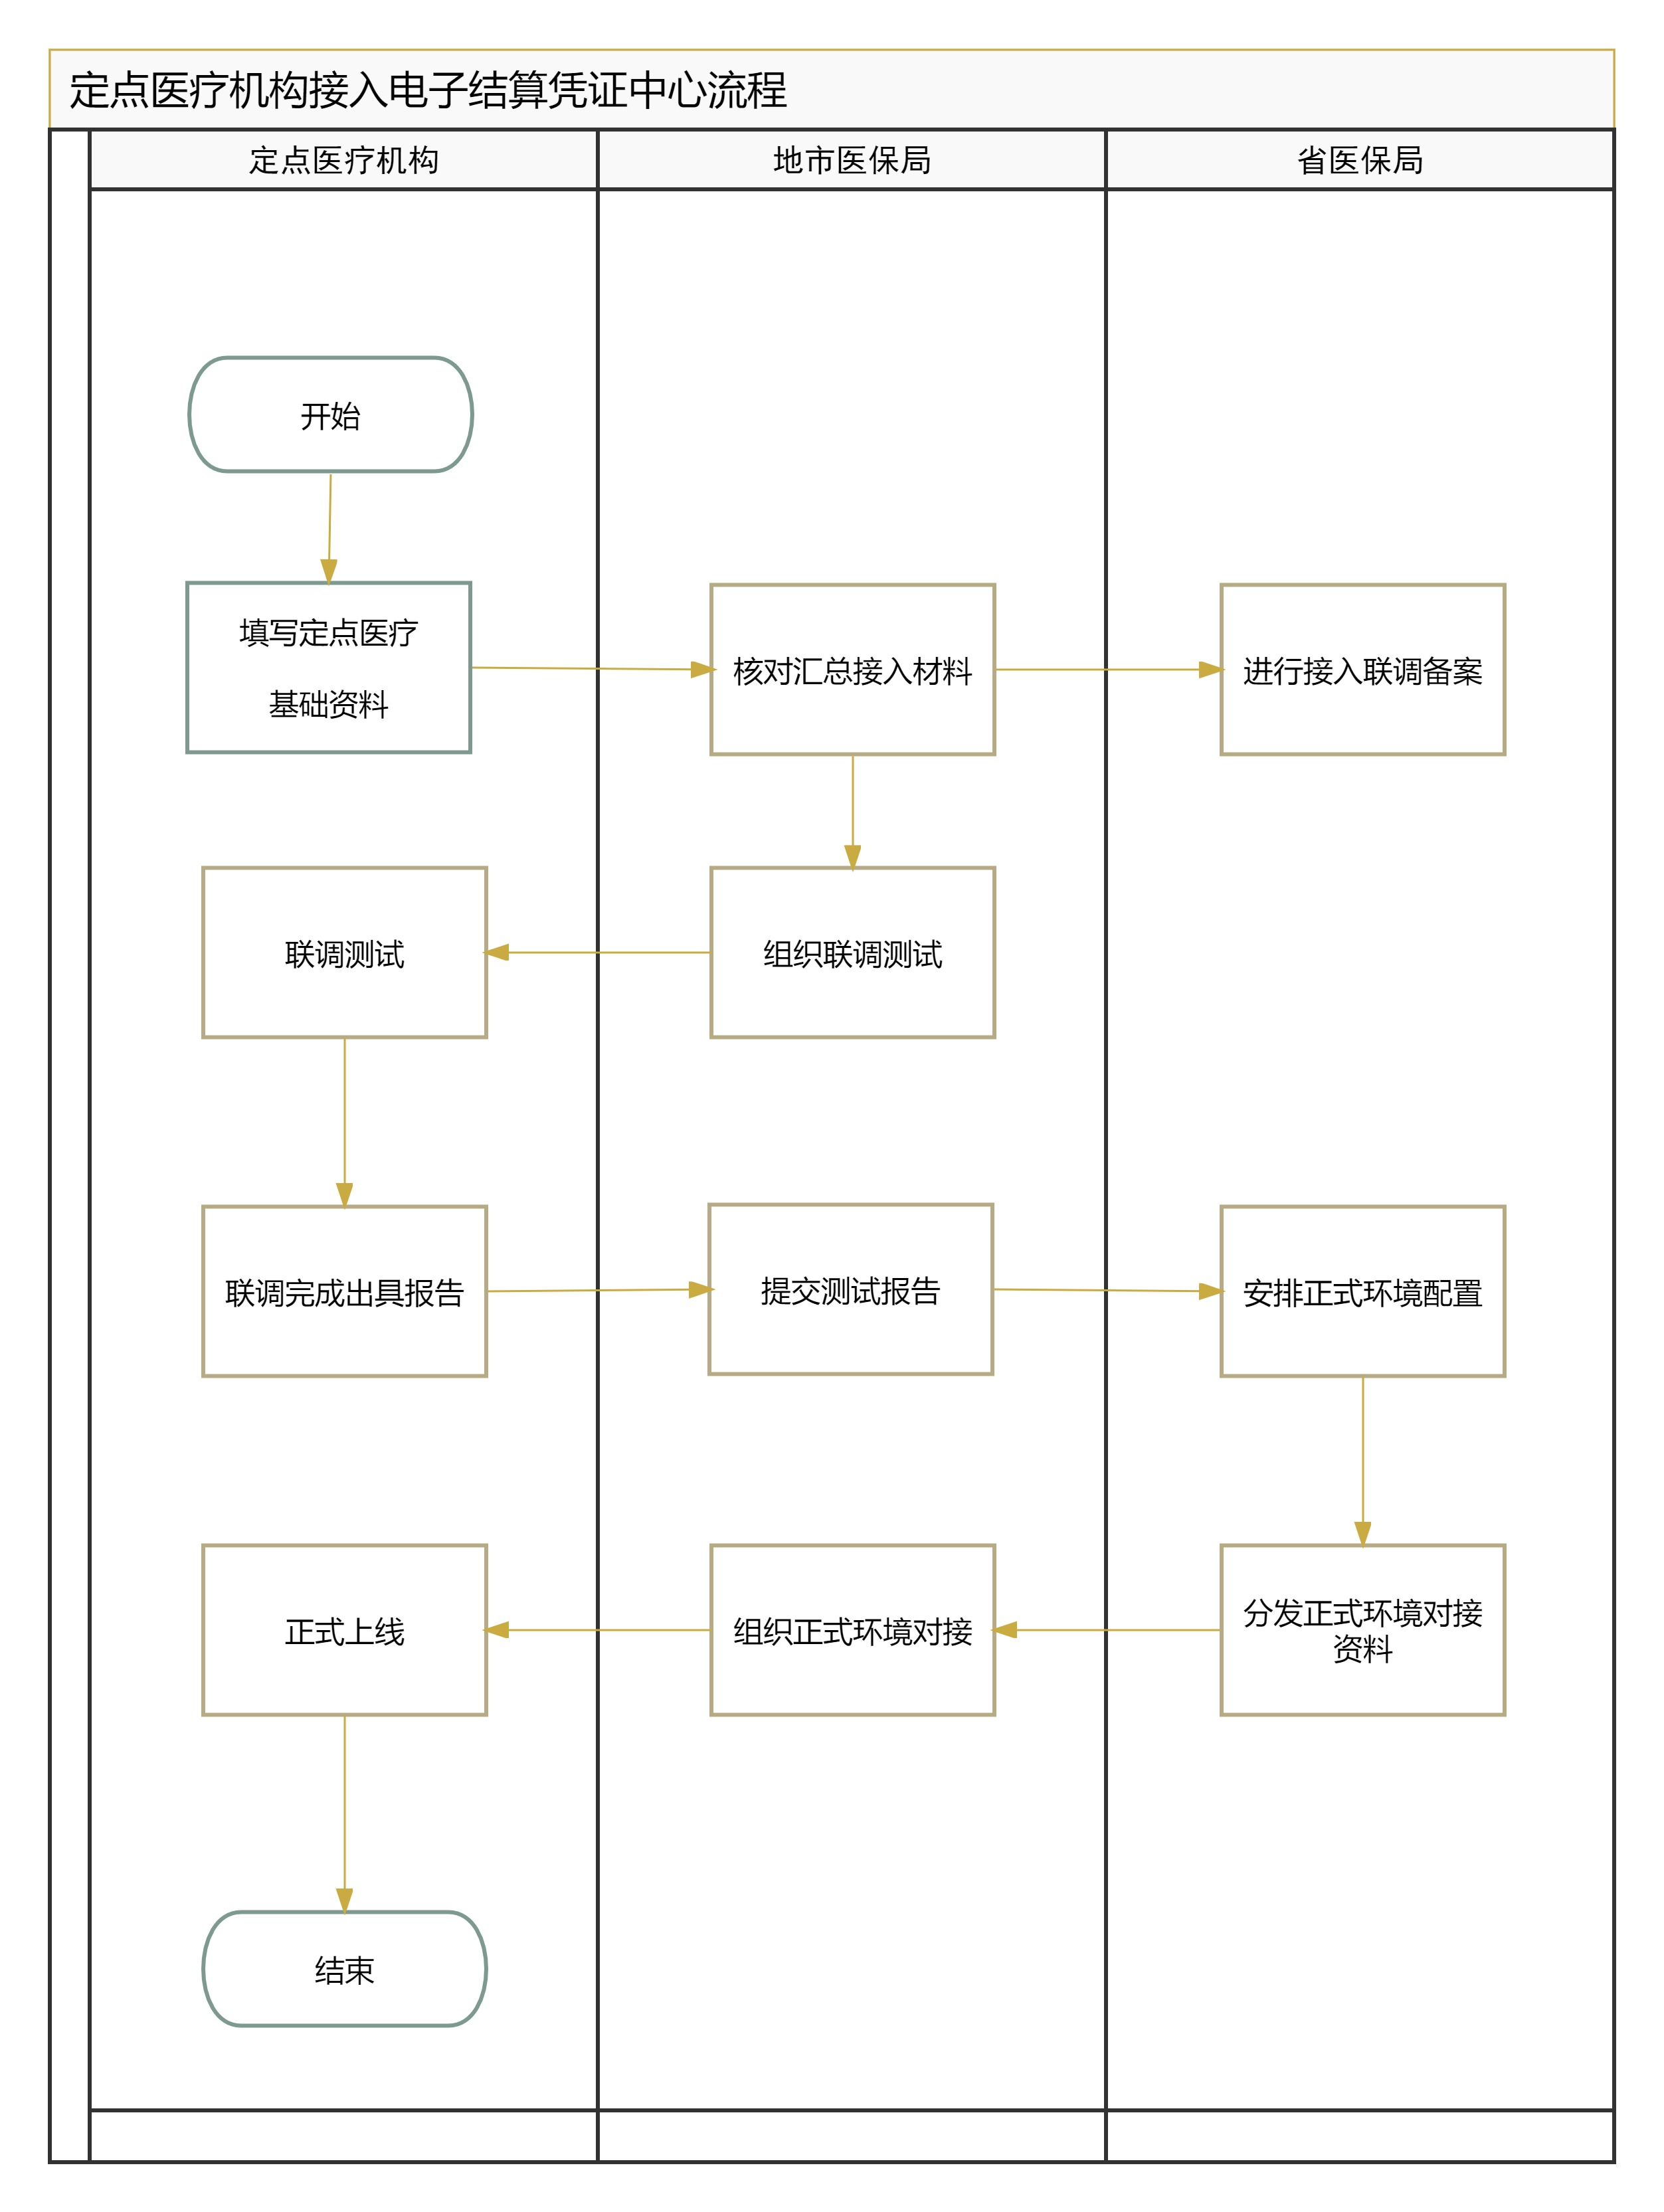 定点医疗机构接入电子结算凭证中心流程
定点医疗机构
地市医保局
省医保局
开始
填写定点医疗
基础资料
核对汇总接入材料
进行接入联调备案
联调测试
组织联调测试
联调完成出具报告
提交测试报告
安排正式环境配置
正式上线
组织正式环境对接
分发正式环境对接
资料
结束